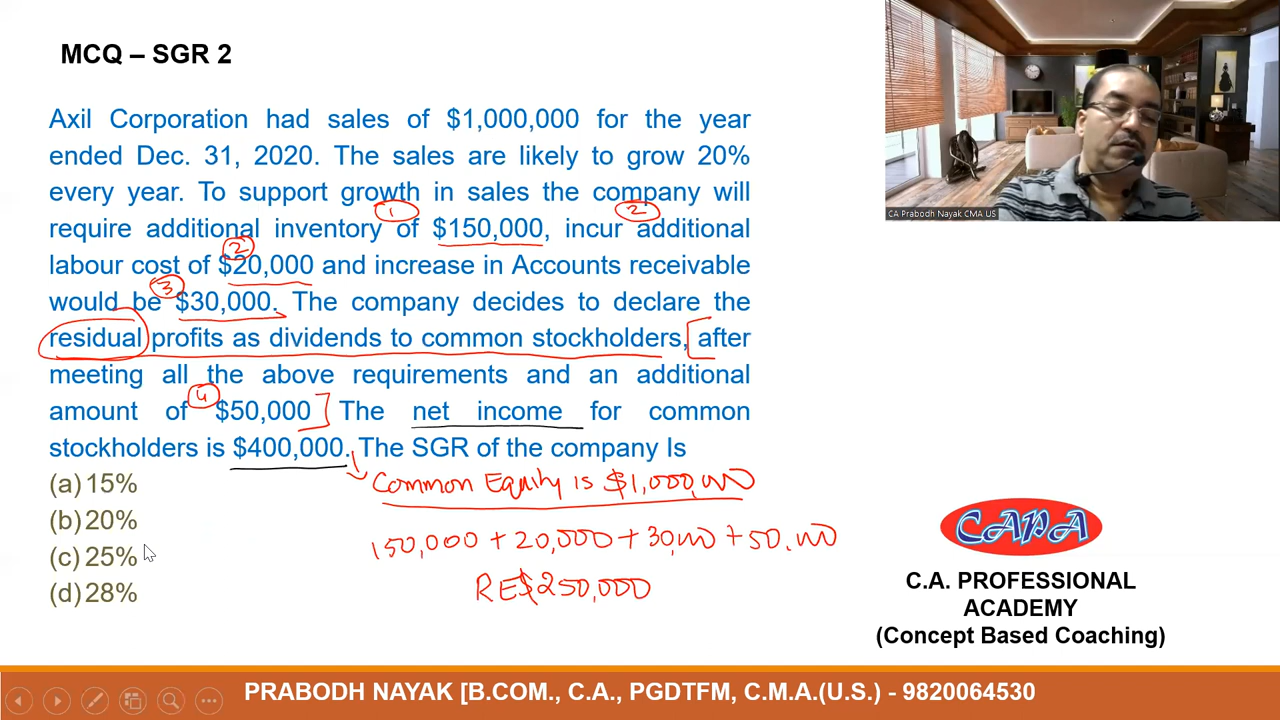 MCQ – SGR 2
CA Prabodh Nayak CMA US
Axil Corporation had sales of $1,000,000 for the year
ended Dec. 31, 2020. The sales are likely to grow 20%
every year. To support growth in sales the company will
1 2
require additional inventory of $150,000, incur additional
2
labour cost of $20,000 and increase in Accounts receivable
3
would be $30,000. The company decides to declare the
residual profits as dividends to common stockholders, after
meeting all the above requirements and an additional
4
amount of $50,000 The net income for common
stockholders is $400,000. The SGR of the company Is
Common Equity is $1,000,000
(a) 15%
(b) 20%
150,000 + 20,000 + 30,000 + 50,000
(c) 25%
RE $250,000
(d) 28%
CAPA
C.A. PROFESSIONAL
ACADEMY
(Concept Based Coaching)
PRABODH NAYAK [B.COM., C.A., PGDTFM, C.M.A.(U.S.) - 9820064530